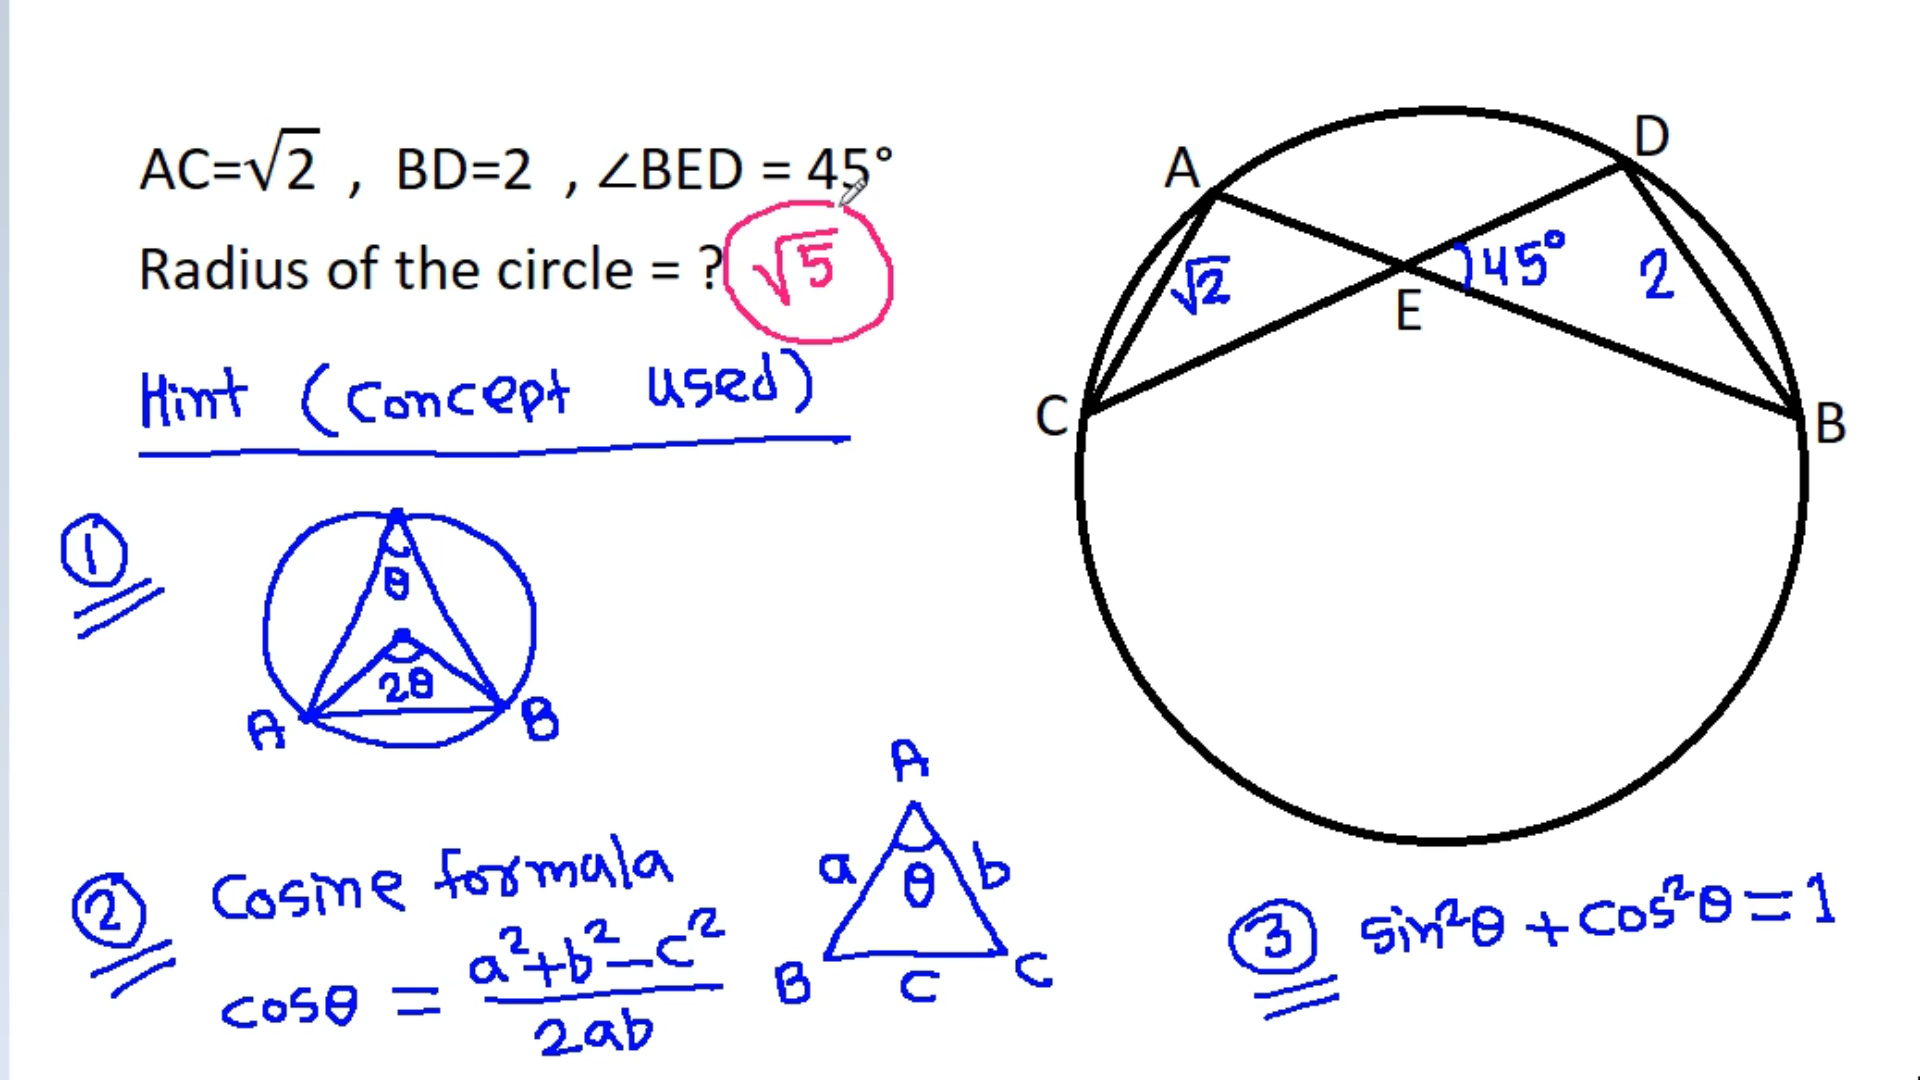 AC=√2 , BD=2 , ∠BED = 45°
Radius of the circle = ? √5
Hint (Concept used)
A
D
√2
45°
2
E
C
B
1
θ
2θ
A
B
2 Cosine formala
cosθ = a²+b²-c² / 2ab
A
a
θ
b
B
C
C
3 sin²θ + cos²θ = 1